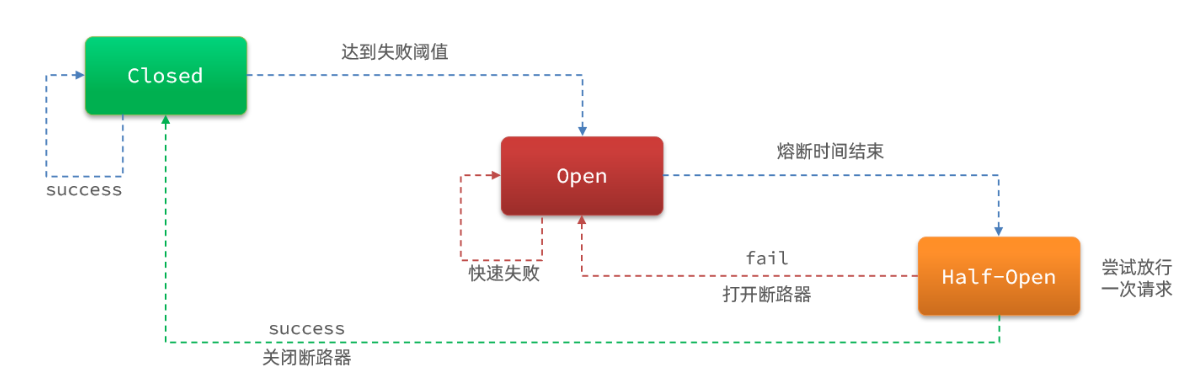 达到失败阈值
Closed
success
Open
熔断时间结束
快速失败
fail
打开断路器
Half-Open
尝试放行
一次请求
success
关闭断路器